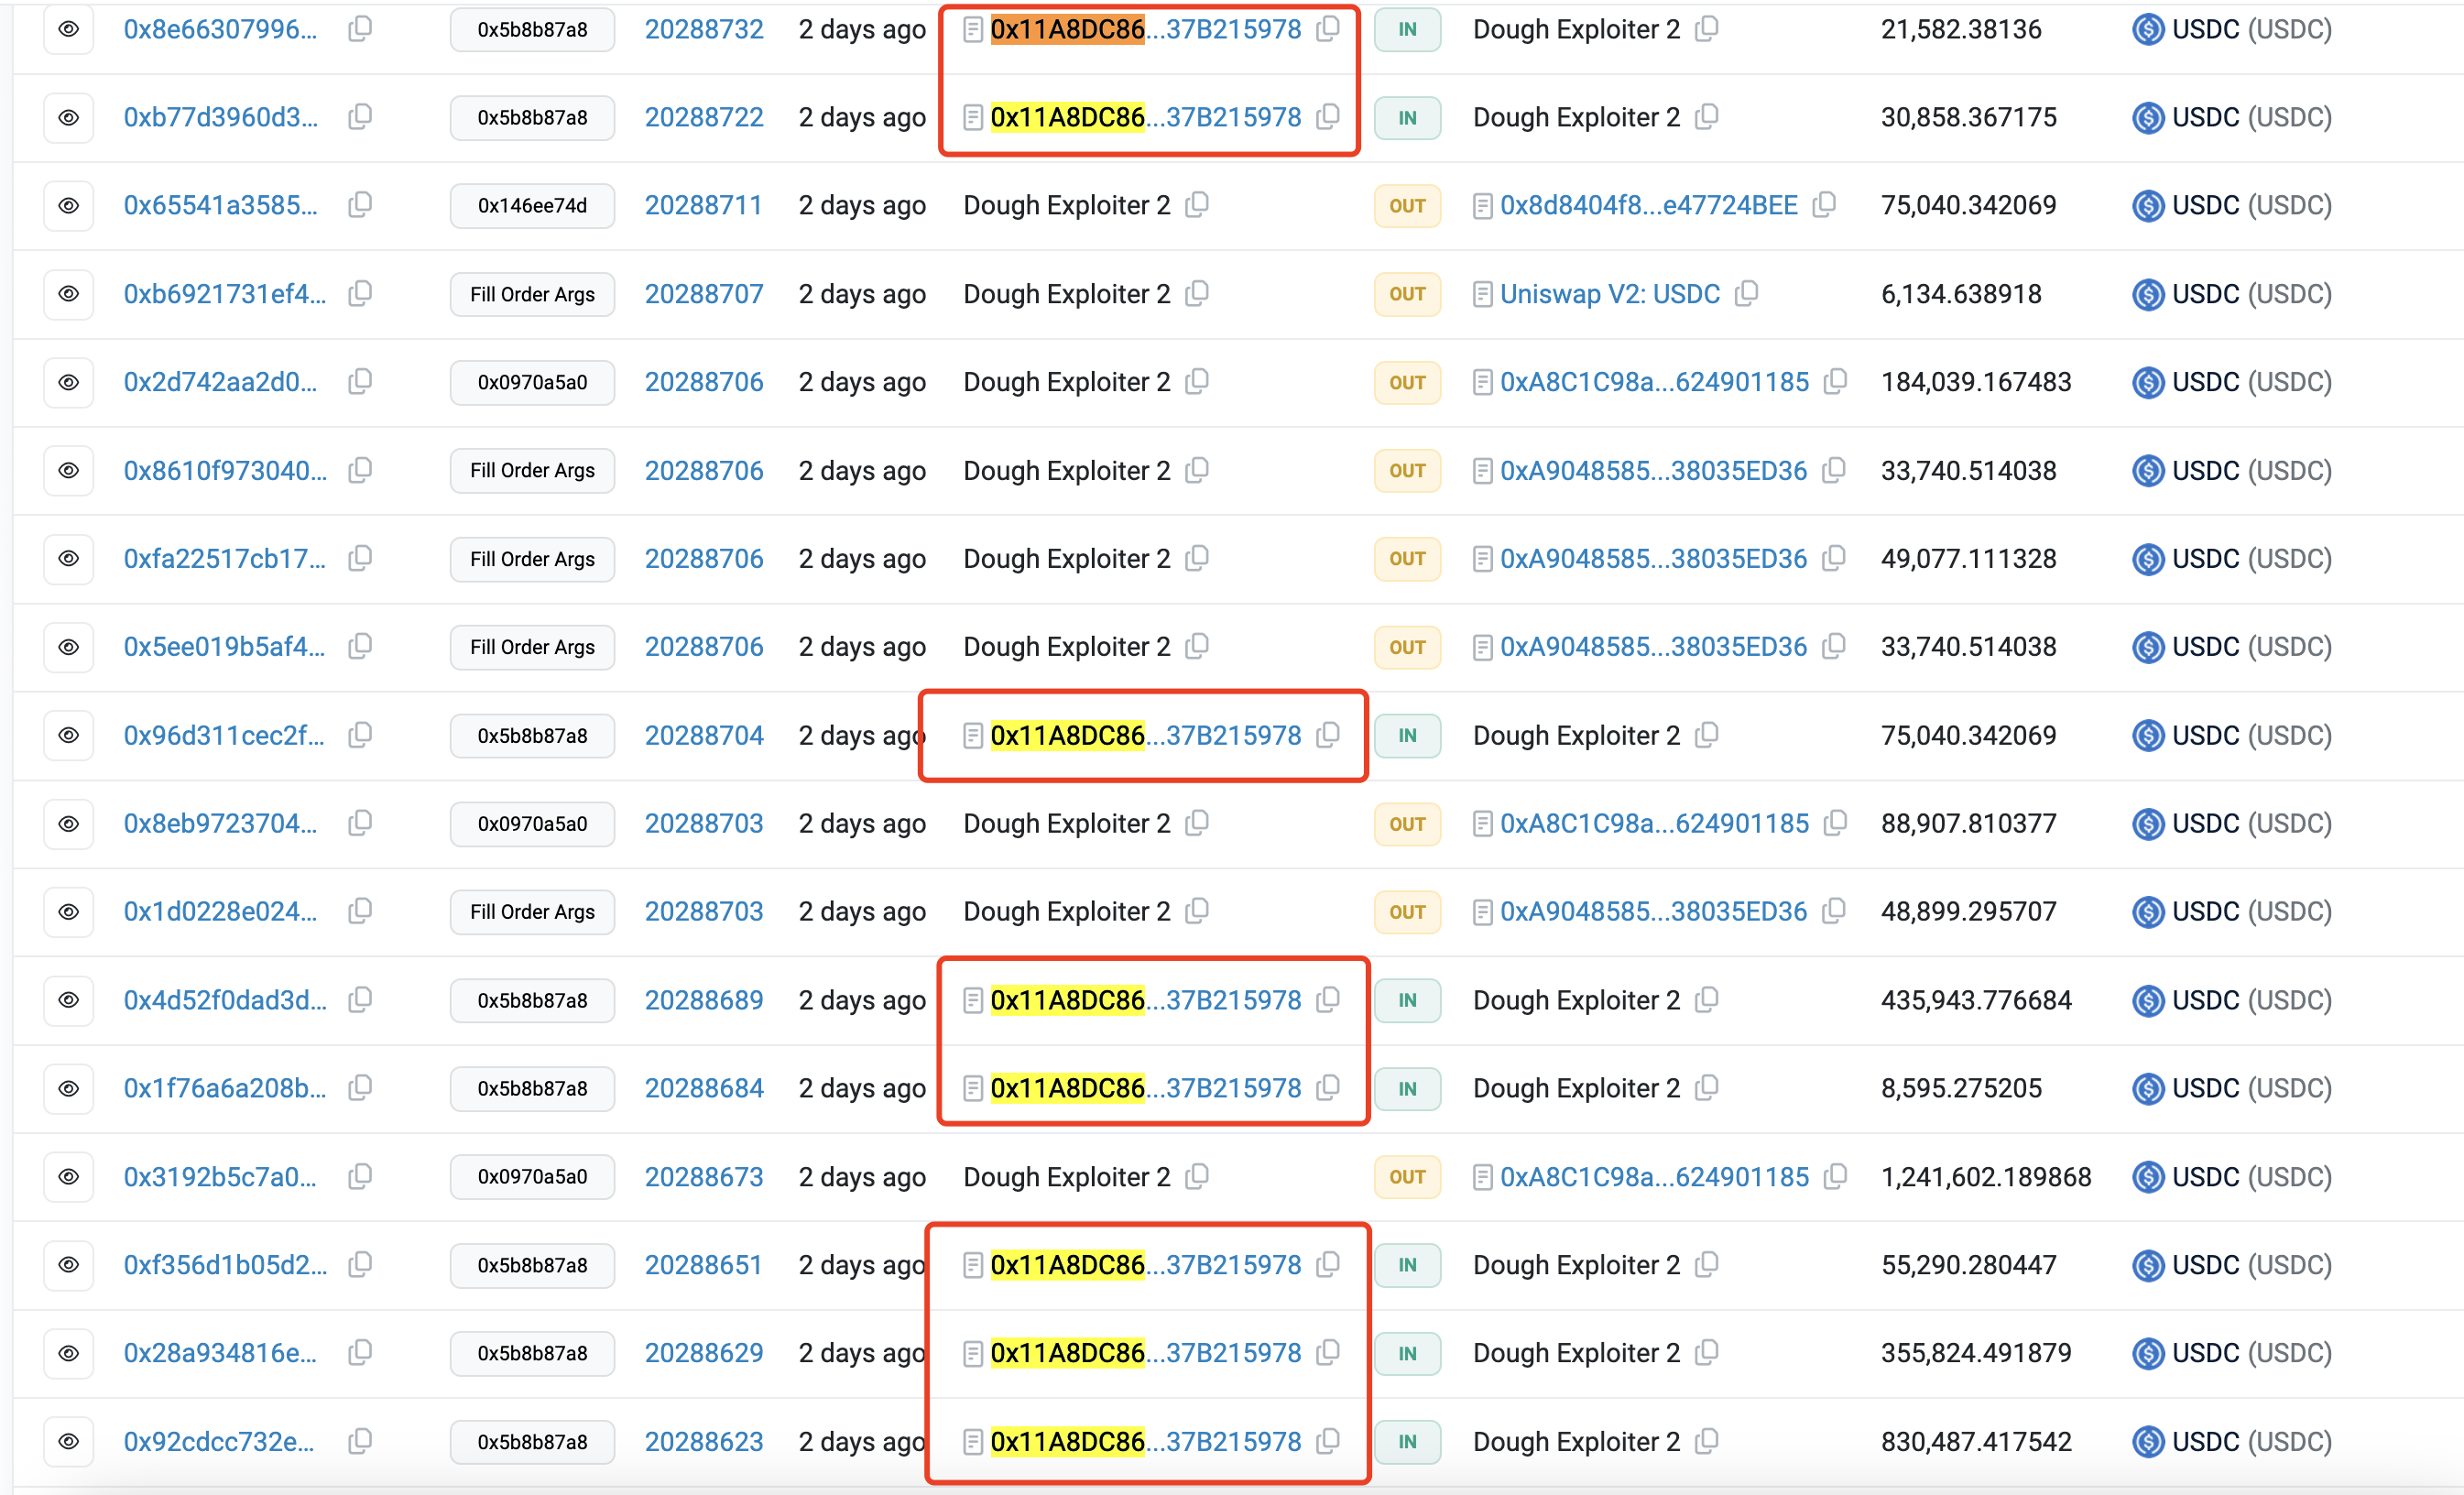 0x8e66307996... 0x5b8b87a8 20288732 2 days ago 0x11A8DC86...37B215978 IN Dough Exploiter 2 21,582.38136 USDC (USDC)
0xb77d3960d3... 0x5b8b87a8 20288722 2 days ago 0x11A8DC86...37B215978 IN Dough Exploiter 2 30,858.367175 USDC (USDC)
0x65541a3585... 0x146ee74d 20288711 2 days ago Dough Exploiter 2 OUT 0x8d8404f8...e47724BEE 75,040.342069 USDC (USDC)
0xb6921731ef4... Fill Order Args 20288707 2 days ago Dough Exploiter 2 OUT Uniswap V2: USDC 6,134.638918 USDC (USDC)
0x2d742aa2d0... 0x0970a5a0 20288706 2 days ago Dough Exploiter 2 OUT 0xA8C1C98a...624901185 184,039.167483 USDC (USDC)
0x8610f973040... Fill Order Args 20288706 2 days ago Dough Exploiter 2 OUT 0xA9048585...38035ED36 33,740.514038 USDC (USDC)
0xfa22517cb17... Fill Order Args 20288706 2 days ago Dough Exploiter 2 OUT 0xA9048585...38035ED36 49,077.111328 USDC (USDC)
0x5ee019b5af4... Fill Order Args 20288706 2 days ago Dough Exploiter 2 OUT 0xA9048585...38035ED36 33,740.514038 USDC (USDC)
0x96d311cec2f... 0x5b8b87a8 20288704 2 days ago 0x11A8DC86...37B215978 IN Dough Exploiter 2 75,040.342069 USDC (USDC)
0x8eb9723704... 0x0970a5a0 20288703 2 days ago Dough Exploiter 2 OUT 0xA8C1C98a...624901185 88,907.810377 USDC (USDC)
0x1d0228e024... Fill Order Args 20288703 2 days ago Dough Exploiter 2 OUT 0xA9048585...38035ED36 48,899.295707 USDC (USDC)
0x4d52f0dad3d... 0x5b8b87a8 20288689 2 days ago 0x11A8DC86...37B215978 IN Dough Exploiter 2 435,943.776684 USDC (USDC)
0x1f76a6a208b... 0x5b8b87a8 20288684 2 days ago 0x11A8DC86...37B215978 IN Dough Exploiter 2 8,595.275205 USDC (USDC)
0x3192b5c7a0... 0x0970a5a0 20288673 2 days ago Dough Exploiter 2 OUT 0xA8C1C98a...624901185 1,241,602.189868 USDC (USDC)
0xf356d1b05d2... 0x5b8b87a8 20288651 2 days ago 0x11A8DC86...37B215978 IN Dough Exploiter 2 55,290.280447 USDC (USDC)
0x28a934816e... 0x5b8b87a8 20288629 2 days ago 0x11A8DC86...37B215978 IN Dough Exploiter 2 355,824.491879 USDC (USDC)
0x92cdcc732e... 0x5b8b87a8 20288623 2 days ago 0x11A8DC86...37B215978 IN Dough Exploiter 2 830,487.417542 USDC (USDC)